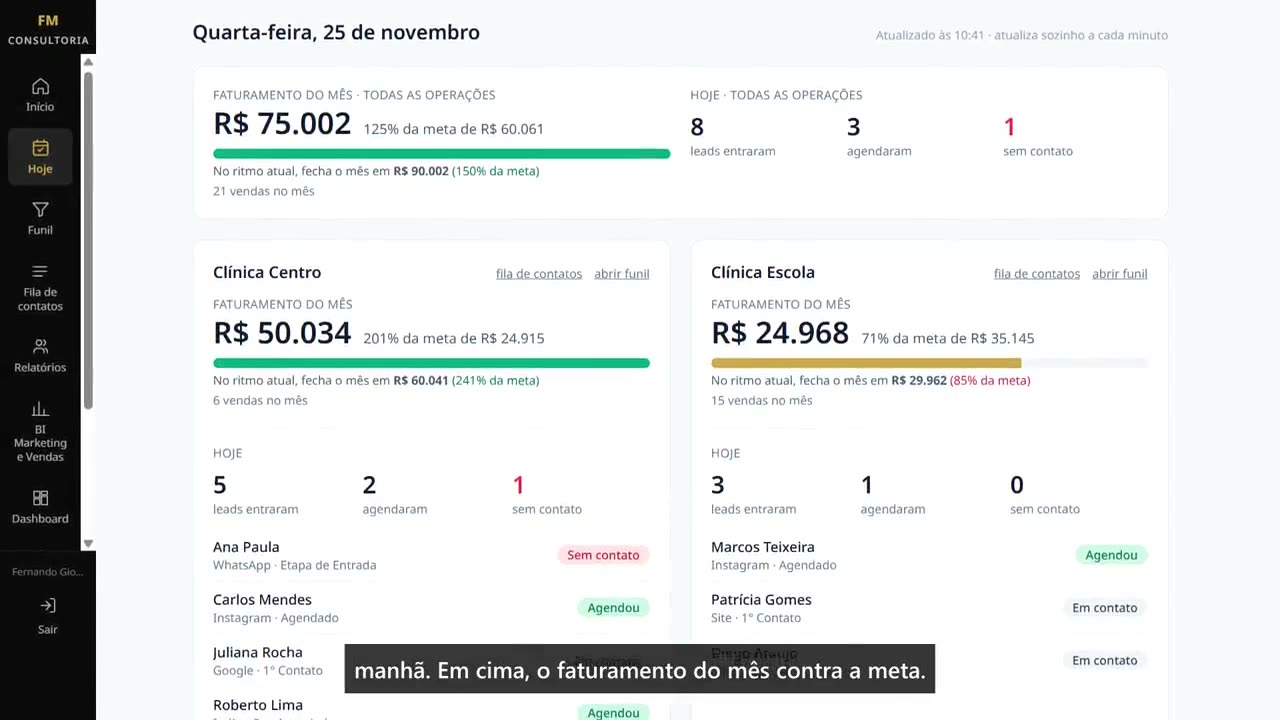 FM
CONSULTORIA
Início
Hoje
Funil
Fila de
contatos
Relatórios
BI
Marketing
e Vendas
Dashboard
Fernando Gio...
Sair
Quarta-feira, 25 de novembro
Atualizado às 10:41 · atualiza sozinho a cada minuto
FATURAMENTO DO MÊS · TODAS AS OPERAÇÕES
R$ 75.002 125% da meta de R$ 60.061
No ritmo atual, fecha o mês em R$ 90.002 (150% da meta)
21 vendas no mês
HOJE · TODAS AS OPERAÇÕES
8 3 1
leads entraram agendaram sem contato
Clínica Centro fila de contatos abrir funil
FATURAMENTO DO MÊS
R$ 50.034 201% da meta de R$ 24.915
No ritmo atual, fecha o mês em R$ 60.041 (241% da meta)
6 vendas no mês
HOJE
5 2 1
leads entraram agendaram sem contato
Ana Paula Sem contato
WhatsApp · Etapa de Entrada
Carlos Mendes Agendou
Instagram · Agendado
Juliana Rocha
Google · 1° Contato
Roberto Lima Agendou
Clínica Escola fila de contatos abrir funil
FATURAMENTO DO MÊS
R$ 24.968 71% da meta de R$ 35.145
No ritmo atual, fecha o mês em R$ 29.962 (85% da meta)
15 vendas no mês
HOJE
3 1 0
leads entraram agendaram sem contato
Marcos Teixeira Agendou
Instagram · Agendado
Patrícia Gomes Em contato
Site · 1° Contato
Em contato
manhã. Em cima, o faturamento do mês contra a meta.